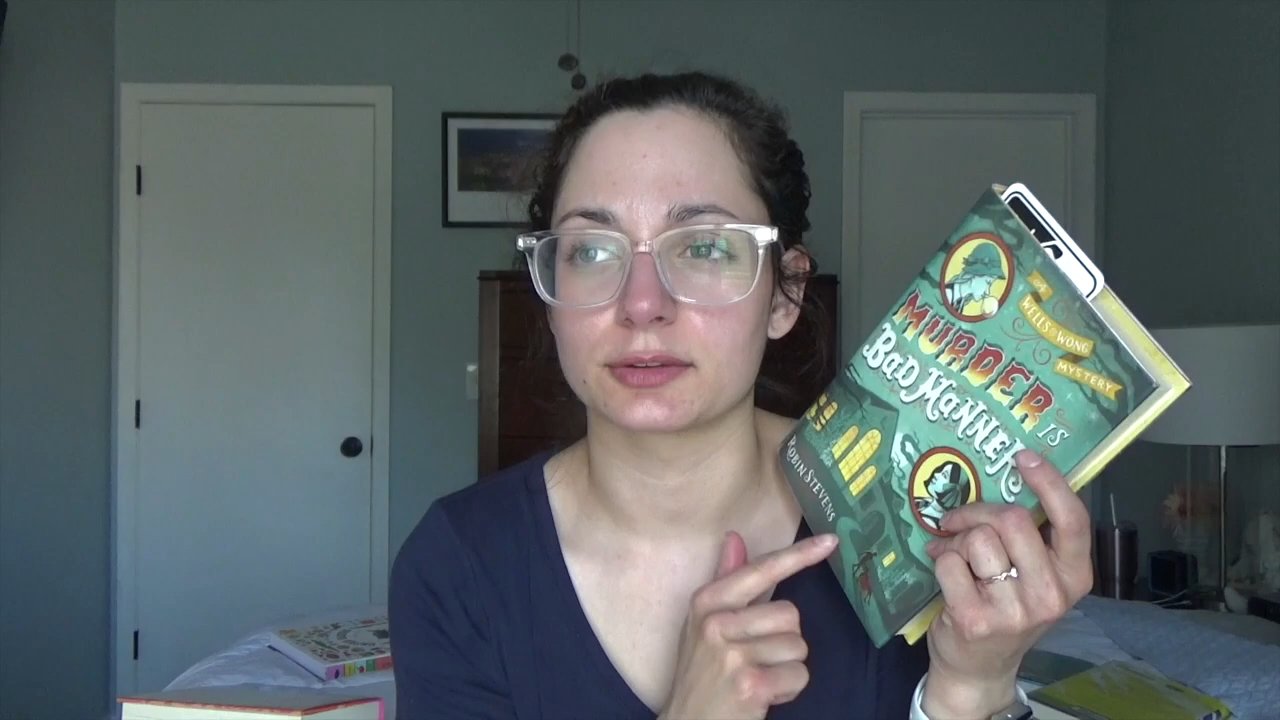 A
WELLS & WONG
MYSTERY
MURDER IS
BAD MANNERS
ROBIN STEVENS